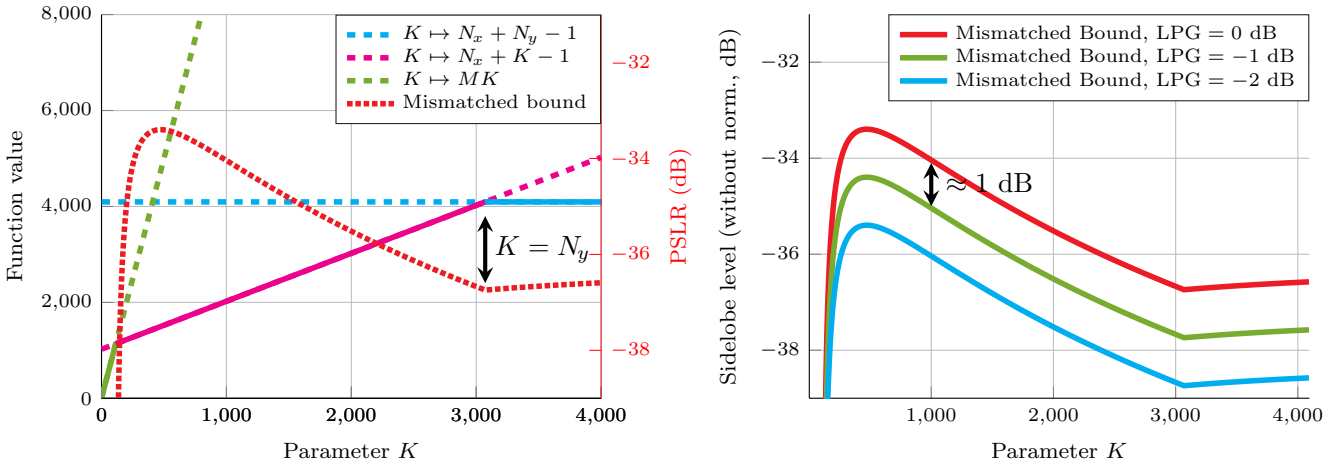 8,000
6,000
4,000
2,000
0
Function value
K ↦ Nₓ + N_y − 1
K ↦ Nₓ + K − 1
K ↦ MK
Mismatched bound
K = N_y
−32
−34
−36
−38
PSLR (dB)
0
1,000
2,000
3,000
4,000
Parameter K
−32
−34
−36
−38
Sidelobe level (without norm., dB)
Mismatched Bound, LPG = 0 dB
Mismatched Bound, LPG = −1 dB
Mismatched Bound, LPG = −2 dB
≈ 1 dB
1,000
2,000
3,000
4,000
Parameter K